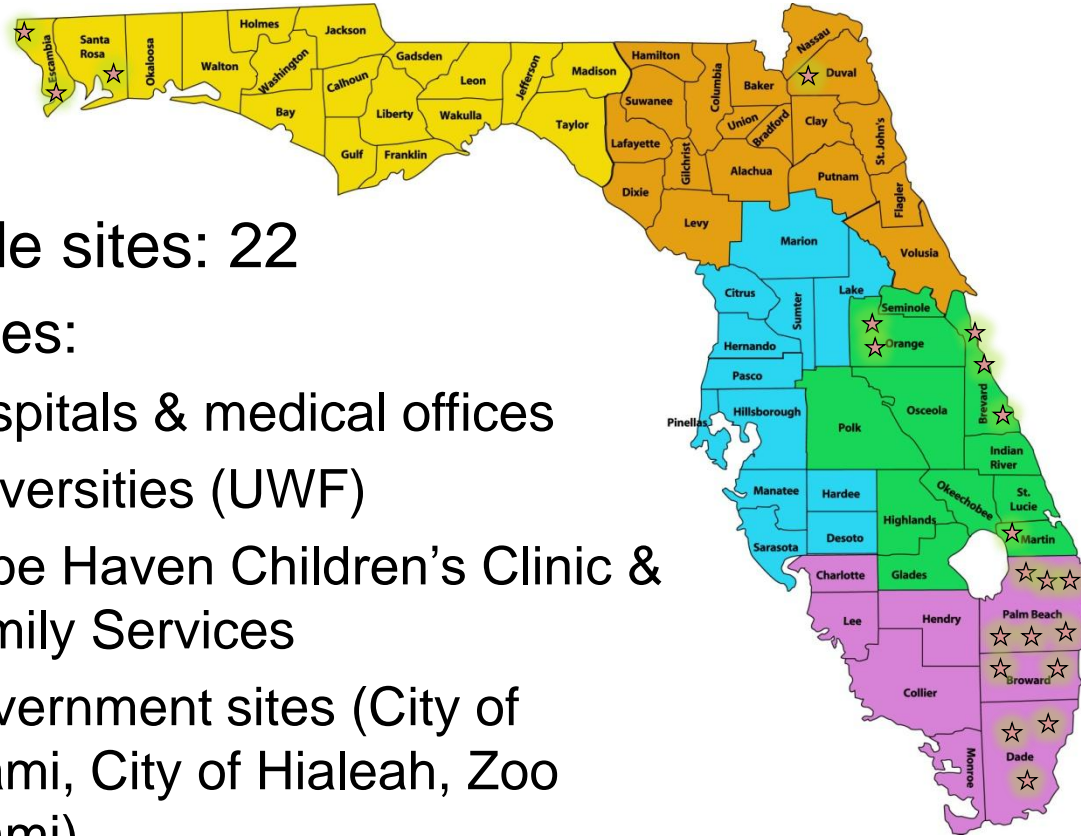 Holmes
Jackson
Santa
Rosa
Escambia
Okaloosa
Walton
Washington
Gadsden
Calhoun
Leon
Jefferson
Madison
Bay
Liberty
Wakulla
Taylor
Gulf
Franklin
Hamilton
Columbia
Baker
Nassau
Duval
Suwanee
Union
Bradford
Clay
St. John's
Lafayette
Gilchrist
Alachua
Putnam
Dixie
Levy
Flagler
Volusia
Marion
le sites: 22
es:
spitals & medical offices
versities (UWF)
be Haven Children's Clinic &
mily Services
vernment sites (City of
ami, City of Hialeah, Zoo
ami)
Citrus
Sumter
Lake
Seminole
Orange
Hernando
Pasco
Pinellas
Hillsborough
Polk
Osceola
Brevard
Indian
River
Manatee
Hardee
Highlands
Okeechobee
St.
Lucie
Sarasota
Desoto
Martin
Charlotte
Glades
Lee
Hendry
Palm Beach
Collier
Broward
Monroe
Dade